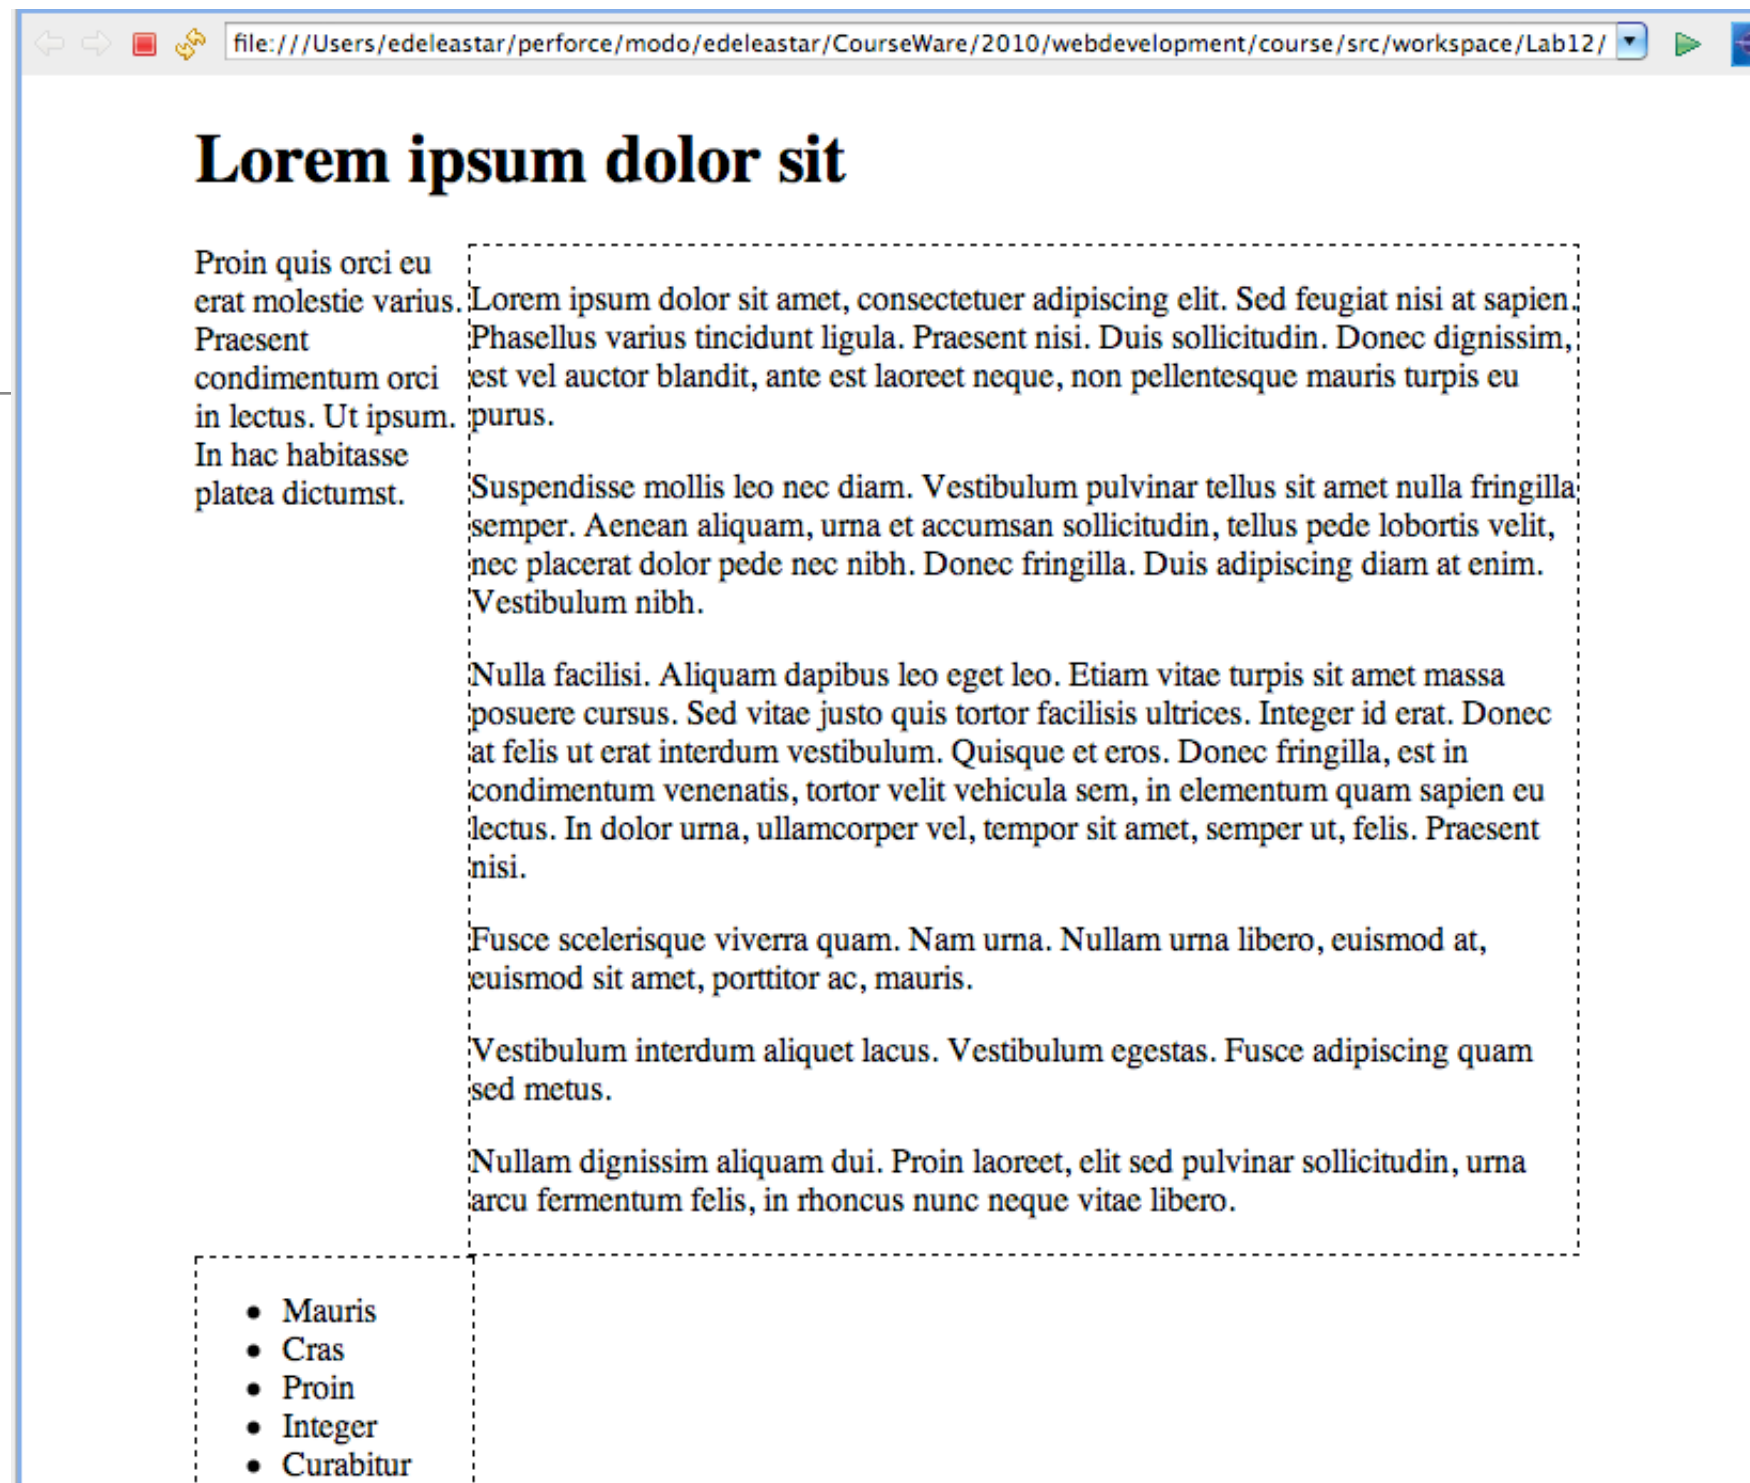 file:///Users/edeleastar/perforce/modo/edeleastar/CourseWare/2010/webdevelopment/course/src/workspace/Lab12/
Lorem ipsum dolor sit
Proin quis orci eu
erat molestie varius.
Praesent
condimentum orci
in lectus. Ut ipsum.
In hac habitasse
platea dictumst.
Lorem ipsum dolor sit amet, consectetuer adipiscing elit. Sed feugiat nisi at sapien.
Phasellus varius tincidunt ligula. Praesent nisi. Duis sollicitudin. Donec dignissim,
est vel auctor blandit, ante est laoreet neque, non pellentesque mauris turpis eu
purus.
Suspendisse mollis leo nec diam. Vestibulum pulvinar tellus sit amet nulla fringilla
semper. Aenean aliquam, urna et accumsan sollicitudin, tellus pede lobortis velit,
nec placerat dolor pede nec nibh. Donec fringilla. Duis adipiscing diam at enim.
Vestibulum nibh.
Nulla facilisi. Aliquam dapibus leo eget leo. Etiam vitae turpis sit amet massa
posuere cursus. Sed vitae justo quis tortor facilisis ultrices. Integer id erat. Donec
at felis ut erat interdum vestibulum. Quisque et eros. Donec fringilla, est in
condimentum venenatis, tortor velit vehicula sem, in elementum quam sapien eu
lectus. In dolor urna, ullamcorper vel, tempor sit amet, semper ut, felis. Praesent
nisi.
Fusce scelerisque viverra quam. Nam urna. Nullam urna libero, euismod at,
euismod sit amet, porttitor ac, mauris.
Vestibulum interdum aliquet lacus. Vestibulum egestas. Fusce adipiscing quam
sed metus.
Nullam dignissim aliquam dui. Proin laoreet, elit sed pulvinar sollicitudin, urna
arcu fermentum felis, in rhoncus nunc neque vitae libero.
• Mauris
• Cras
• Proin
• Integer
• Curabitur